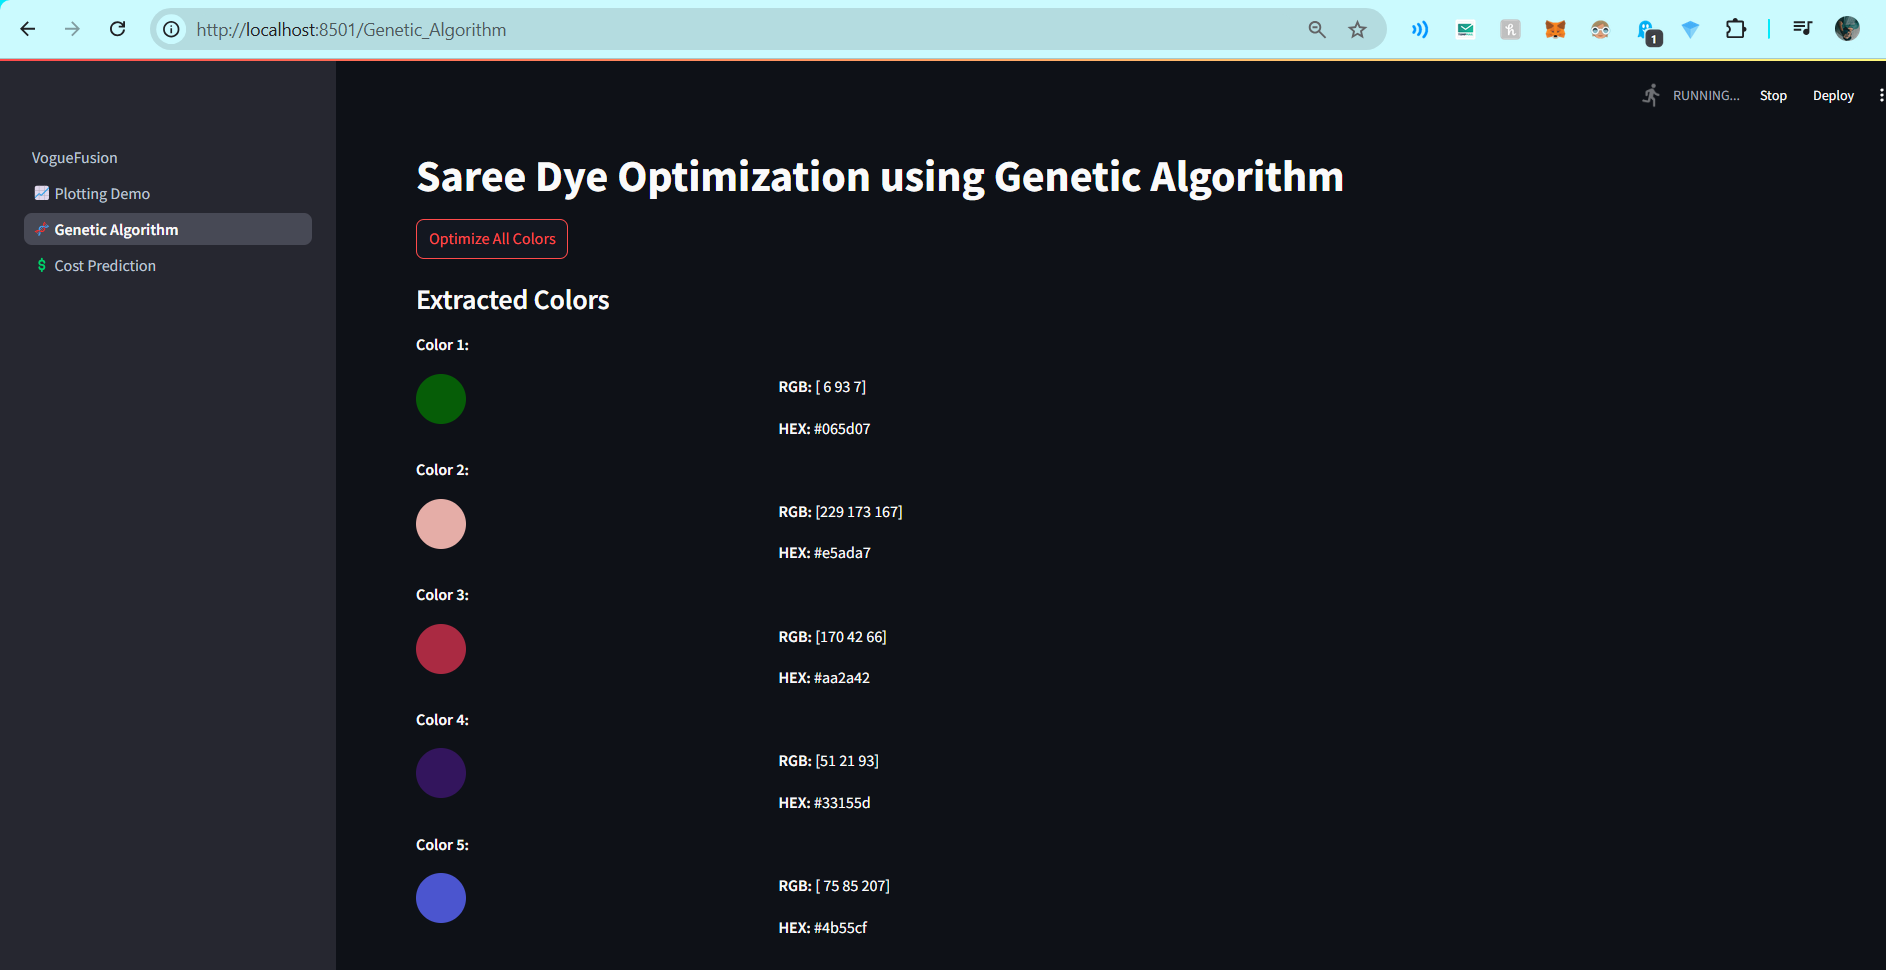 http://localhost:8501/Genetic_Algorithm
1
RUNNING... Stop Deploy
VogueFusion
Plotting Demo
Genetic Algorithm
Cost Prediction
Saree Dye Optimization using Genetic Algorithm
Optimize All Colors
Extracted Colors
Color 1:
RGB: [ 6 93 7]
HEX: #065d07
Color 2:
RGB: [229 173 167]
HEX: #e5ada7
Color 3:
RGB: [170 42 66]
HEX: #aa2a42
Color 4:
RGB: [51 21 93]
HEX: #33155d
Color 5:
RGB: [ 75 85 207]
HEX: #4b55cf